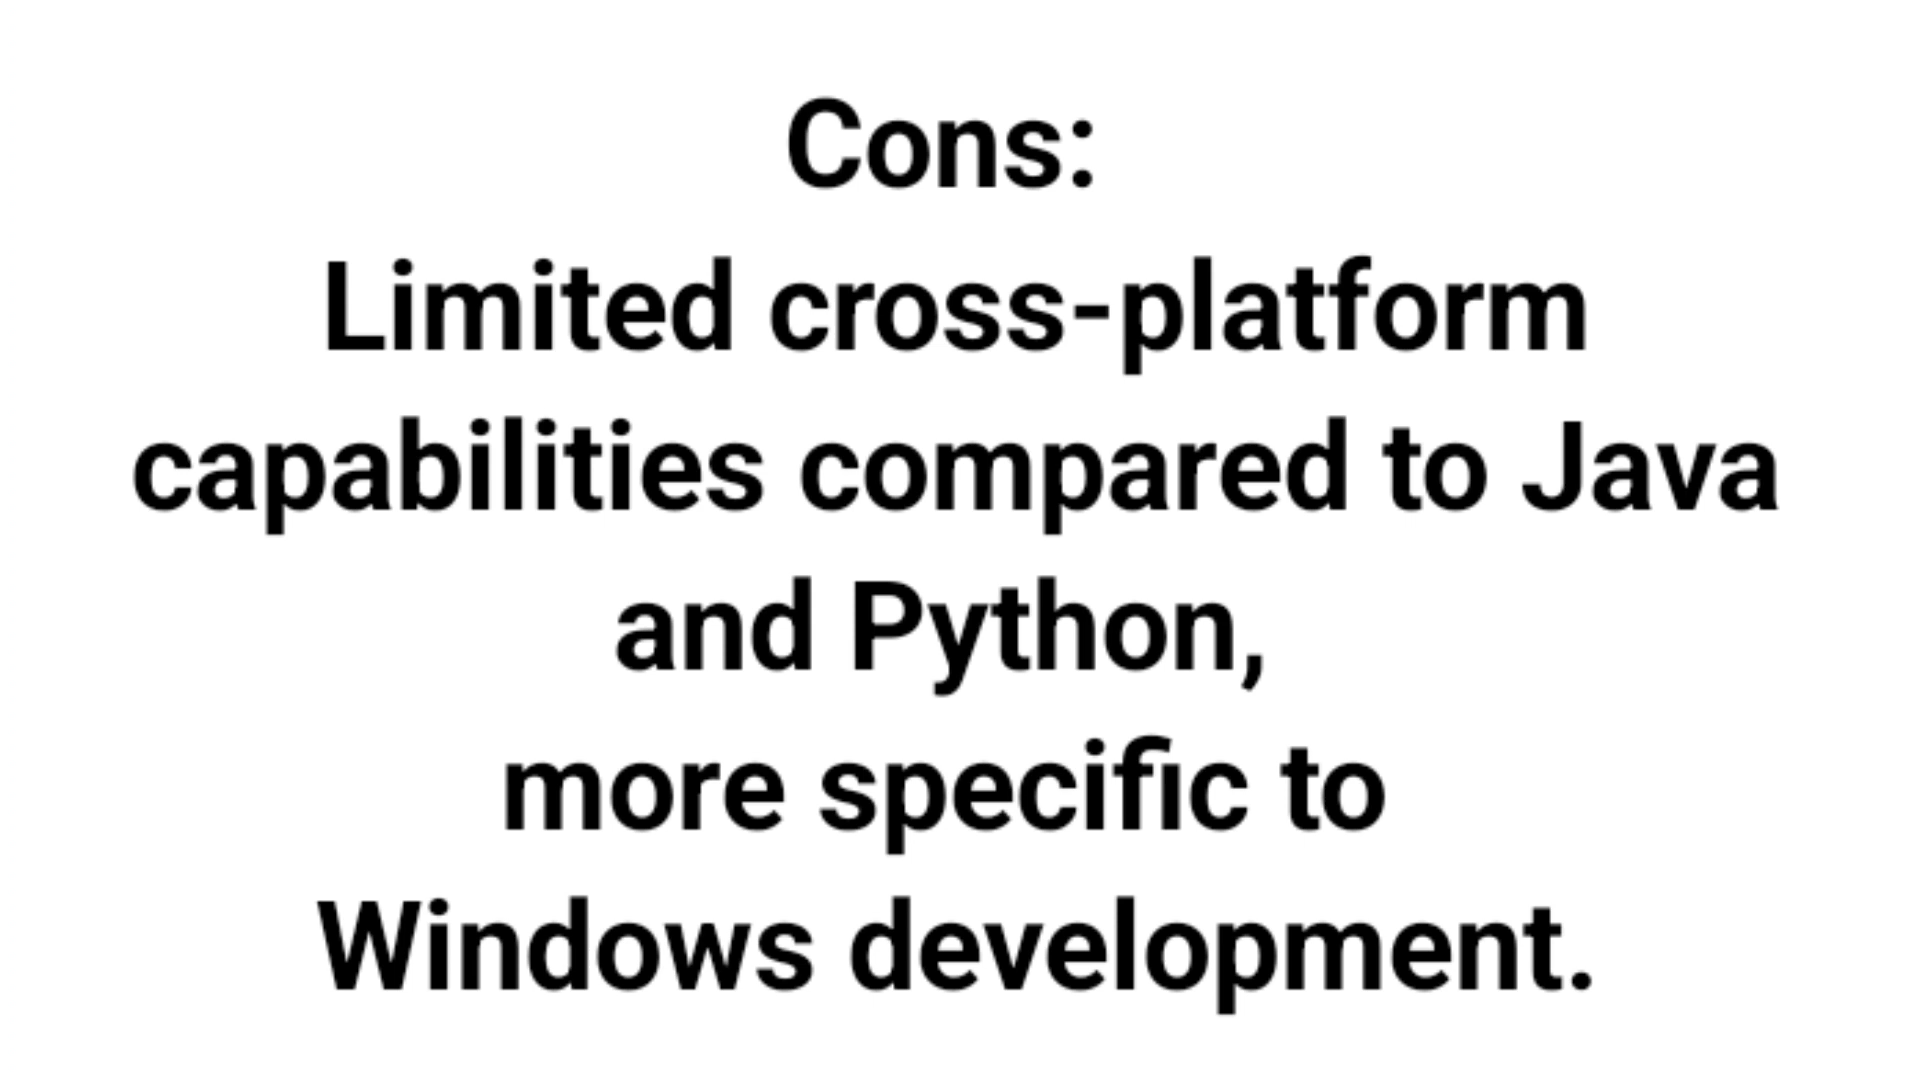 Cons:
Limited cross-platform
capabilities compared to Java
and Python,
more specific to
Windows development.